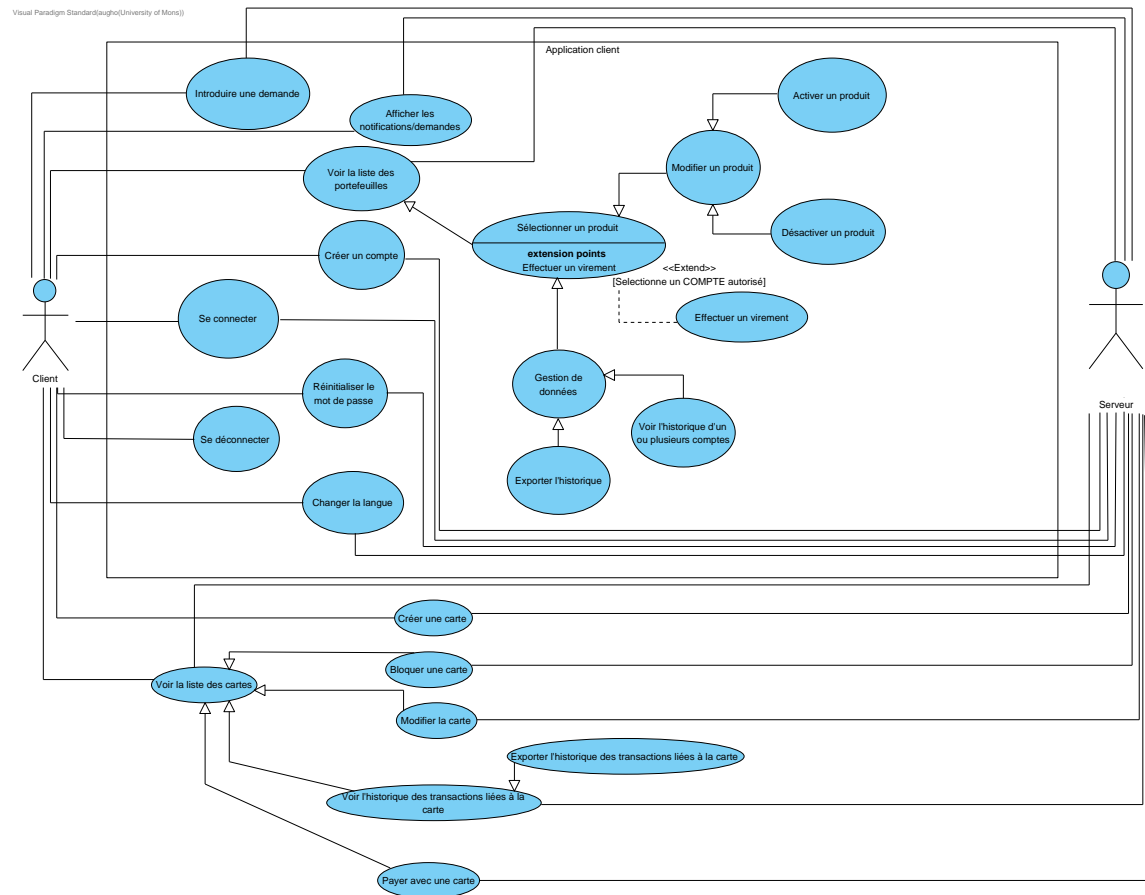 Visual Paradigm Standard(augho(University of Mons))
Application client
Introduire une demande
Afficher les
notifications/demandes
Activer un produit
Voir la liste des
portefeuilles
Modifier un produit
Sélectionner un produit
extension points
Effectuer un virement
Désactiver un produit
Créer un compte
<<Extend>>
[Selectionne un COMPTE autorisé]
Se connecter
Effectuer un virement
Client
Réinitialiser le
mot de passe
Gestion de
données
Serveur
Se déconnecter
Voir l'historique d'un
ou plusieurs comptes
Exporter l'historique
Changer la langue
Créer une carte
Bloquer une carte
Voir la liste des cartes
Modifier la carte
Exporter l'historique des transactions liées à la carte
Voir l'historique des transactions liées à la
carte
Payer avec une carte